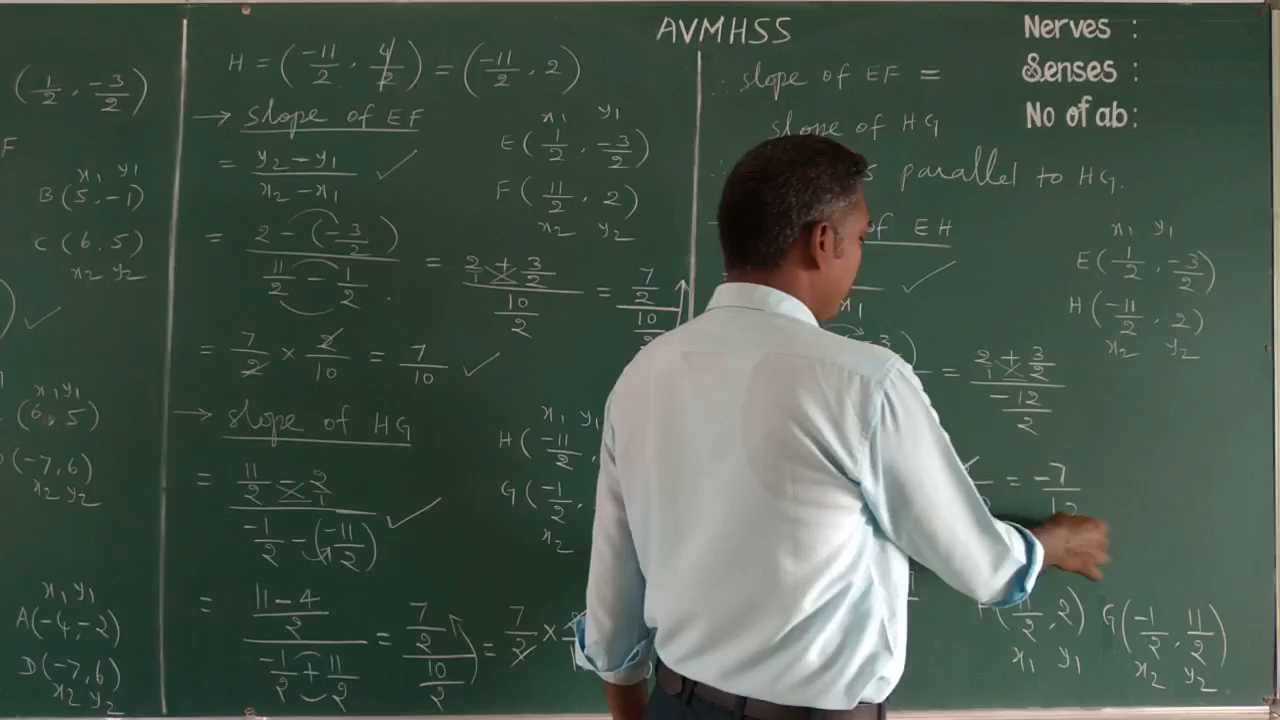 AVMHSS
Nerves :
Senses :
No of ab:
(1/2, -3/2)
F
x₁ y₁
B(5,-1)
C(6.5)
x₂ y₂
x₁ y₁
(6.5)
(-7,6)
x₂ y₂
x₁ y₁
A(-4,-2)
D(-7,6)
x₂ y₂
H = (-11/2, 4/2) = (-11/2, 2)
→ slope of EF
= y₂-y₁/x₂-x₁ ✓
x₁ y₁
E(1/2, -3/2)
F(11/2, 2)
x₂ y₂
= 2-(-3/2)/11/2 - 1/2 = 2/1 + 3/2/10/2 = 7/2/10/2
= 7/2 × 2/10 = 7/10 ✓
→ slope of HG
x₁ y₁
H(-11/2,
G(-1/2,
x₂
= 11/2 - 2/1/-1/2 - (-11/2) ✓
= 11-4/2/-1/2 + 11/2 = 7/2/10/2 = 7/2 ×
∴ slope of EF =
slope of HG
parallel to HG.
of EH
x₁ y₁
E(1/2, -3/2)
H(-11/2, 2)
x₂ y₂
x₁ ✓
= 2/1 + 3/2/-12/2
= -7/12
(11/2, 2) G(-1/2, 11/2)
x₁ y₁ x₂ y₂